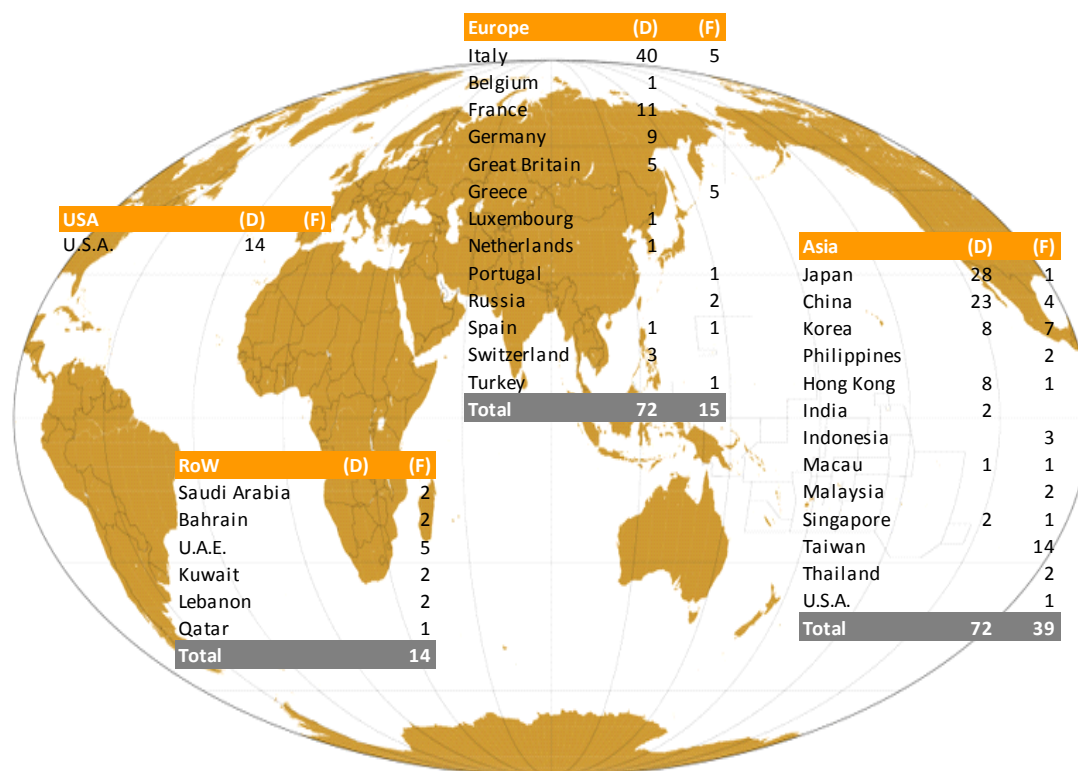 Europe (D) (F)
Italy 40 5
Belgium 1
France 11
Germany 9
Great Britain 5
Greece 5
Luxembourg 1
Netherlands 1
Portugal 1
Russia 2
Spain 1 1
Switzerland 3
Turkey 1
Total 72 15
USA (D) (F)
U.S.A. 14
Asia (D) (F)
Japan 28 1
China 23 4
Korea 8 7
Philippines 2
Hong Kong 8 1
India 2
Indonesia 3
Macau 1 1
Malaysia 2
Singapore 2 1
Taiwan 14
Thailand 2
U.S.A. 1
Total 72 39
RoW (D) (F)
Saudi Arabia 2
Bahrain 2
U.A.E. 5
Kuwait 2
Lebanon 2
Qatar 1
Total 14